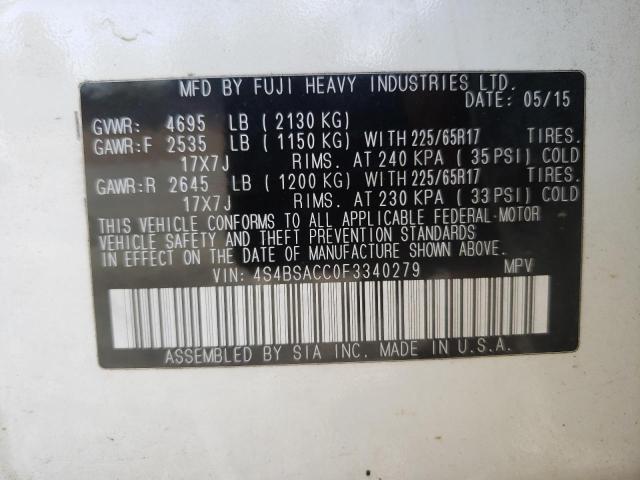 MFD BY FUJI HEAVY INDUSTRIES LTD.
DATE: 05/15
GVWR: 4695 LB ( 2130 KG)
GAWR:F 2535 LB ( 1150 KG) WITH 225/65R17 TIRES.
17X7J RIMS. AT 240 KPA ( 35 PSI) COLD
GAWR:R 2645 LB ( 1200 KG) WITH 225/65R17 TIRES.
17X7J RIMS. AT 230 KPA ( 33 PSI) COLD
THIS VEHICLE CONFORMS TO ALL APPLICABLE FEDERAL-MOTOR
VEHICLE SAFETY AND THEFT PREVENTION STANDARDS
IN EFFECT ON THE DATE OF MANUFACTURE SHOWN ABOVE.
VIN: 4S4BSACC0F3340279 MPV
ASSEMBLED BY SIA INC. MADE IN U.S.A.